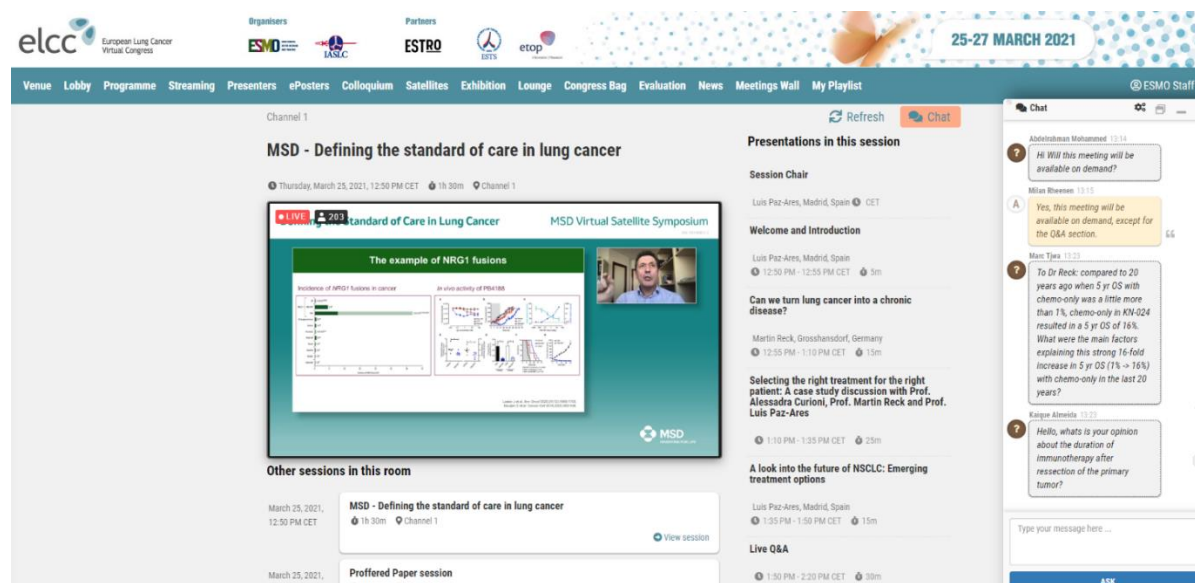 elcc
European Lung Cancer
Virtual Congress
Organisers
ESMO
IASLC
Partners
ESTRO
ESTS
etop
25-27 MARCH 2021
Venue Lobby Programme Streaming Presenters ePosters Colloquium Satellites Exhibition Lounge Congress Bag Evaluation News Meetings Wall My Playlist
ESMO Staff
Channel 1
Refresh
Chat
MSD - Defining the standard of care in lung cancer
Thursday, March 25, 2021, 12:50 PM CET 1h 30m Channel 1
LIVE 203
Standard of Care in Lung Cancer
MSD Virtual Satellite Symposium
The example of NRG1 fusions
Incidence of NRG1 fusions in cancer
In vivo activity of PB4188
MSD
Other sessions in this room
March 25, 2021,
12:50 PM CET
MSD - Defining the standard of care in lung cancer
1h 30m Channel 1
View session
March 25, 2021,
Proffered Paper session
Presentations in this session
Session Chair
Luis Paz-Ares, Madrid, Spain CET
Welcome and Introduction
Luis Paz-Ares, Madrid, Spain
12:50 PM - 12:55 PM CET 5m
Can we turn lung cancer into a chronic
disease?
Martin Reck, Grosshansdorf, Germany
12:55 PM - 1:10 PM CET 15m
Selecting the right treatment for the right
patient: A case study discussion with Prof.
Alessadra Curioni, Prof. Martin Reck and Prof.
Luis Paz-Ares
1:10 PM - 1:35 PM CET 25m
A look into the future of NSCLC: Emerging
treatment options
Luis Paz-Ares, Madrid, Spain
1:35 PM - 1:50 PM CET 15m
Live Q&A
1:50 PM - 2:20 PM CET 30m
Chat
Abdelrahman Mohammed 13:14
Hi Will this meeting will be
available on demand?
Milan Rheenen 13:15
A
Yes, this meeting will be
available on demand, except for
the Q&A section.
Marc Tjwa 13:23
To Dr Reck: compared to 20
years ago when 5 yr OS with
chemo-only was a little more
than 1%, chemo-only in KN-024
resulted in a 5 yr OS of 16%.
What were the main factors
explaining this strong 16-fold
increase in 5 yr OS (1% -> 16%)
with chemo-only in the last 20
years?
Kaique Almeida 13:23
Hello, whats is your opinion
about the duration of
immunotherapy after
ressection of the primary
tumor?
Type your message here ...
ASK